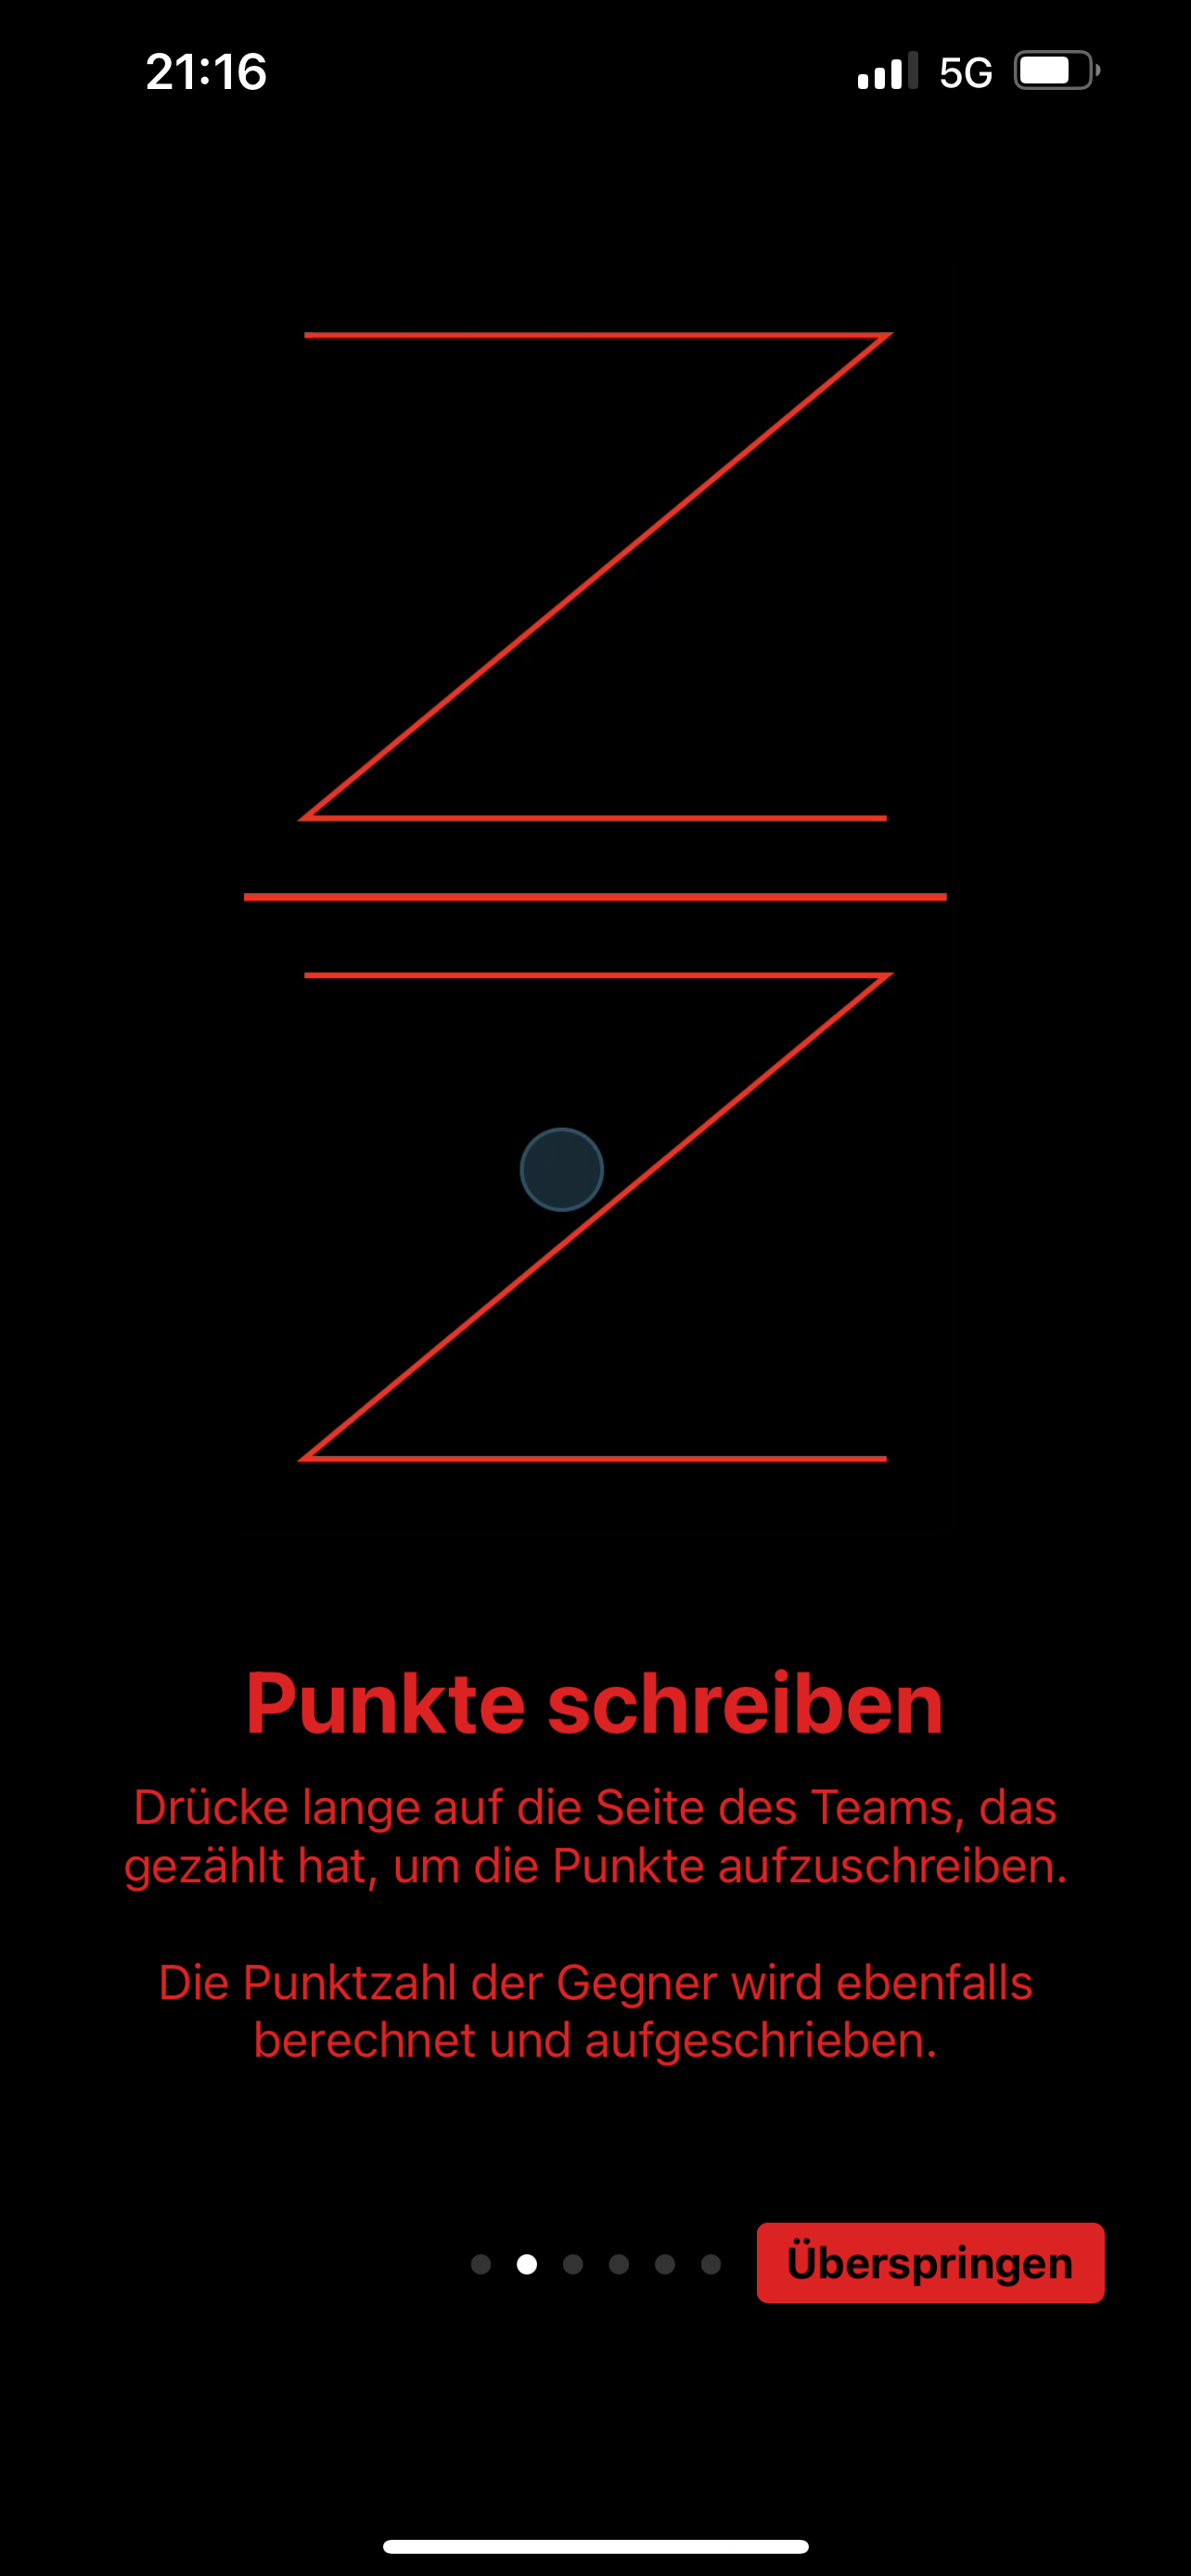 21:16
5G
Punkte schreiben
Drücke lange auf die Seite des Teams, das
gezählt hat, um die Punkte aufzuschreiben.
Die Punktzahl der Gegner wird ebenfalls
berechnet und aufgeschrieben.
Überspringen